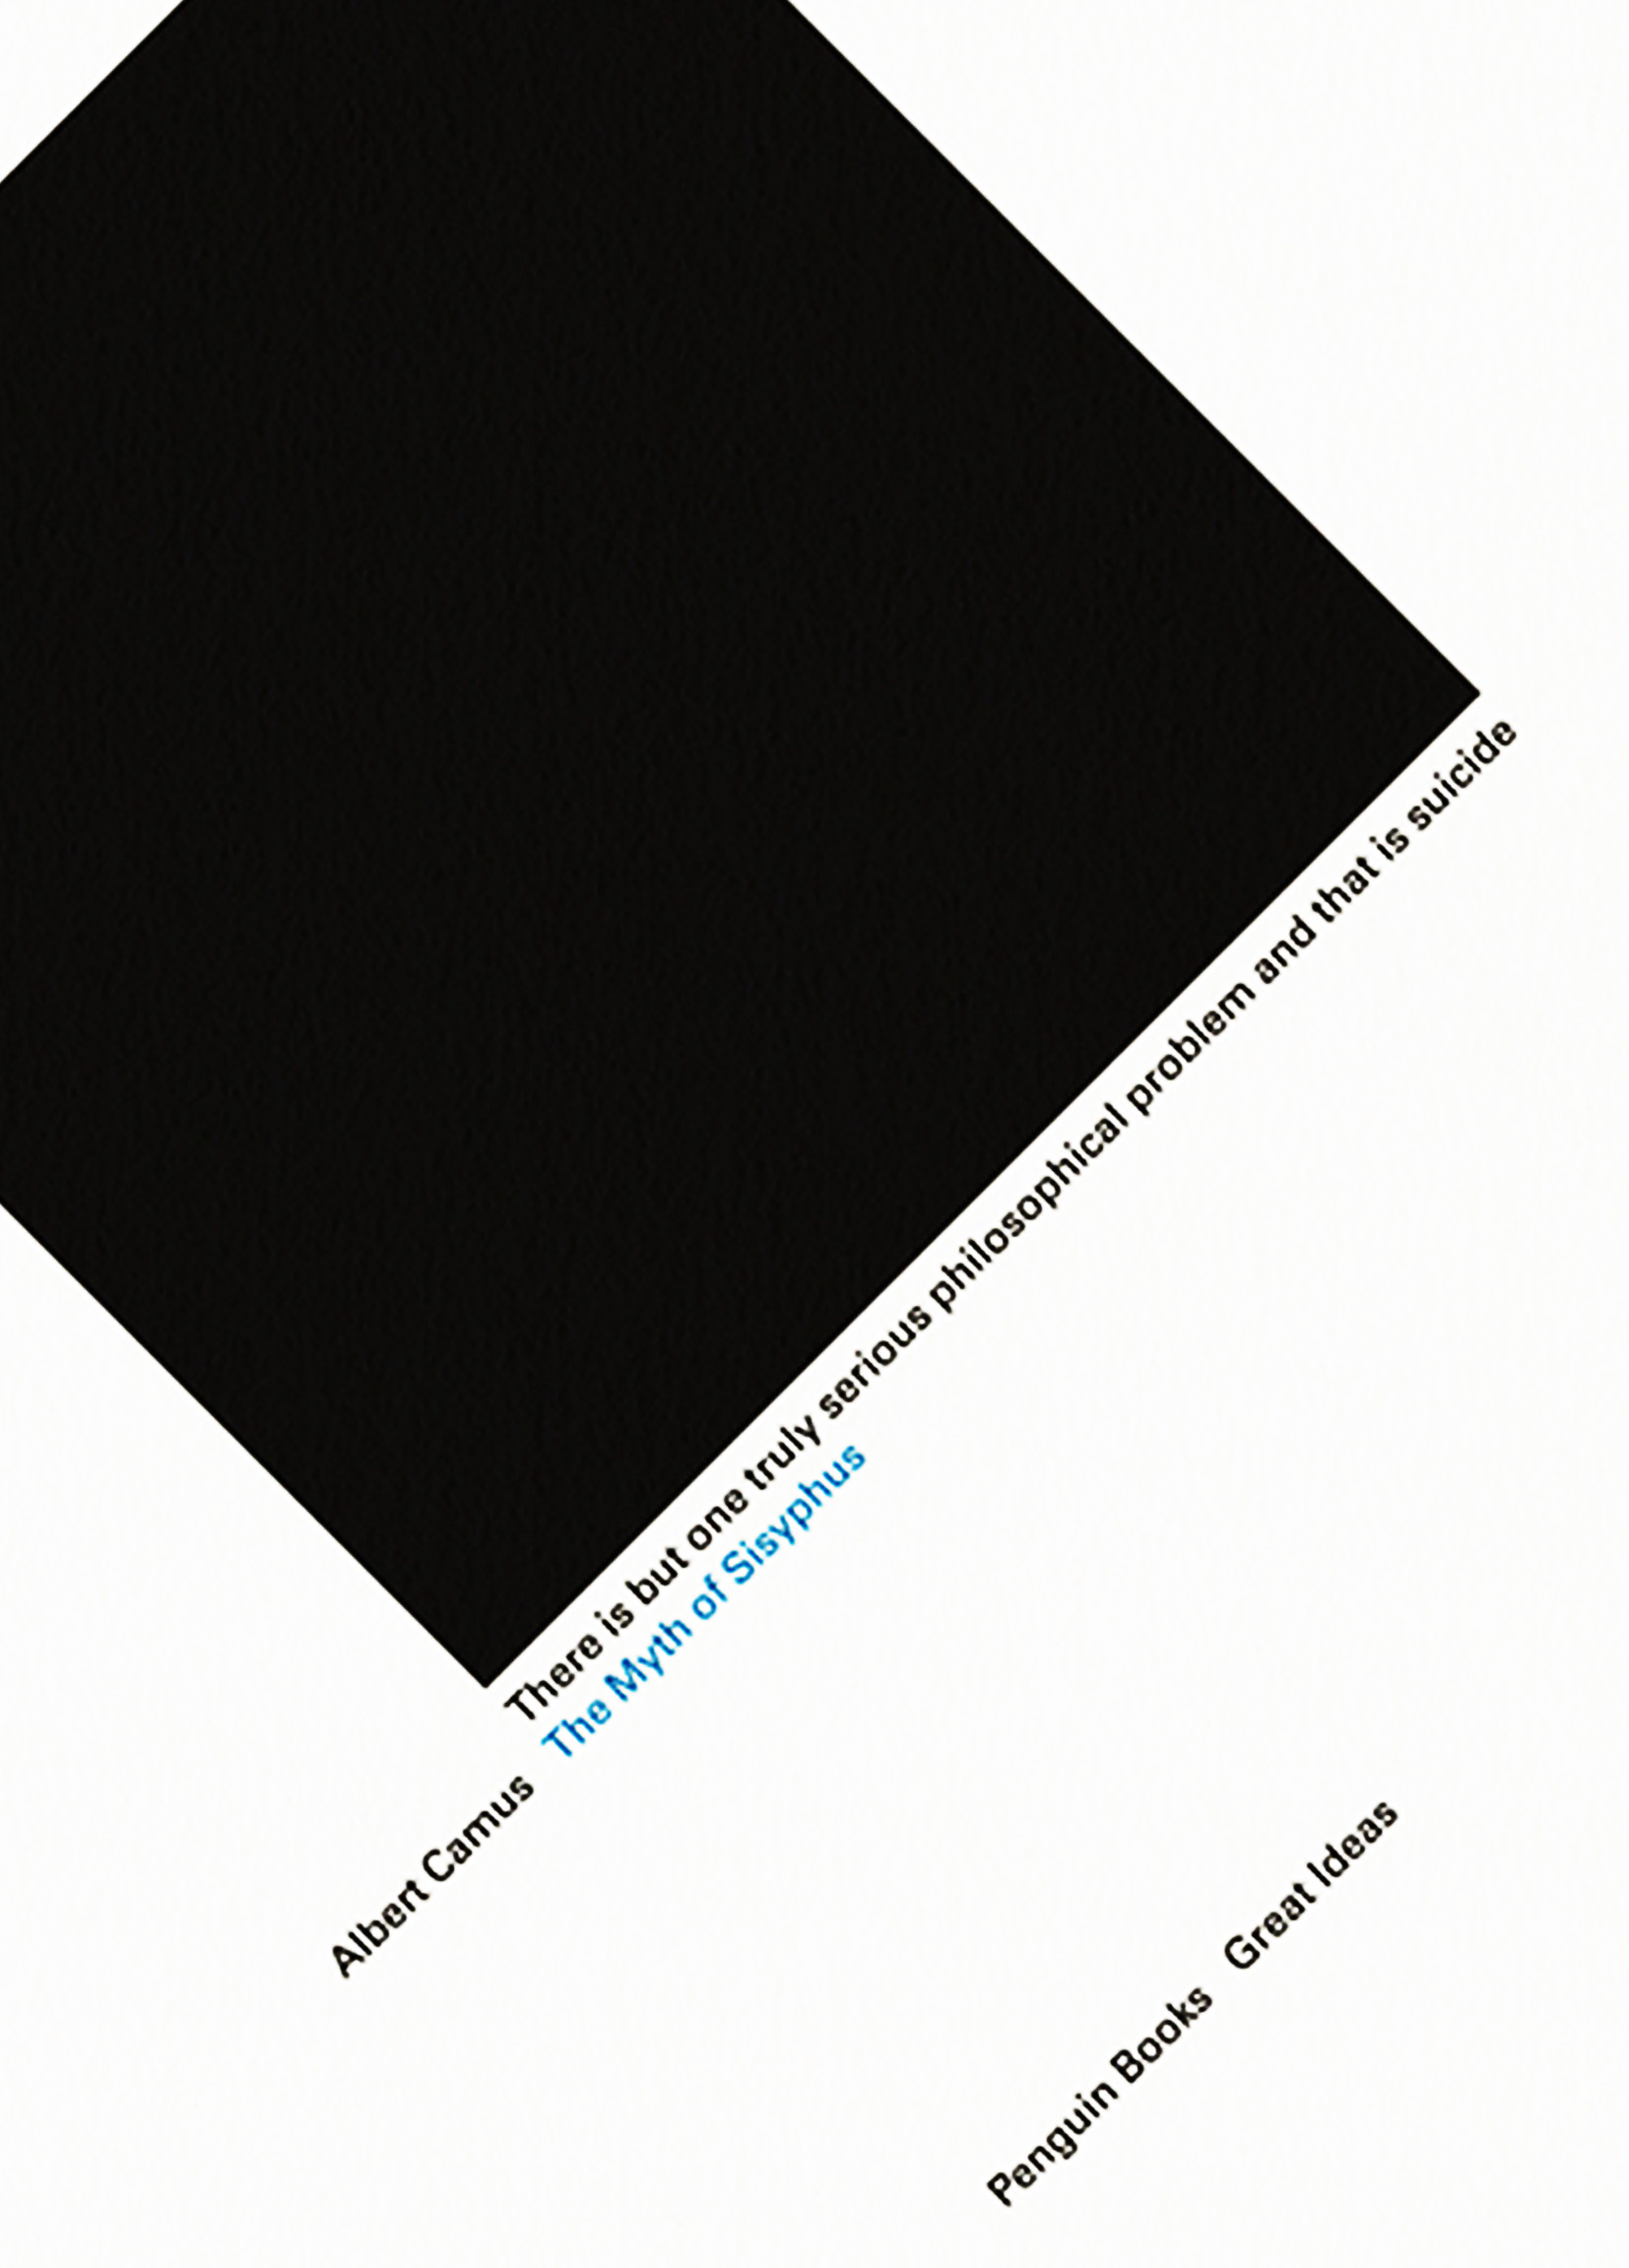 There is but one truly serious philosophical problem and that is suicide
The Myth of Sisyphus
Albert Camus
Penguin Books Great Ideas